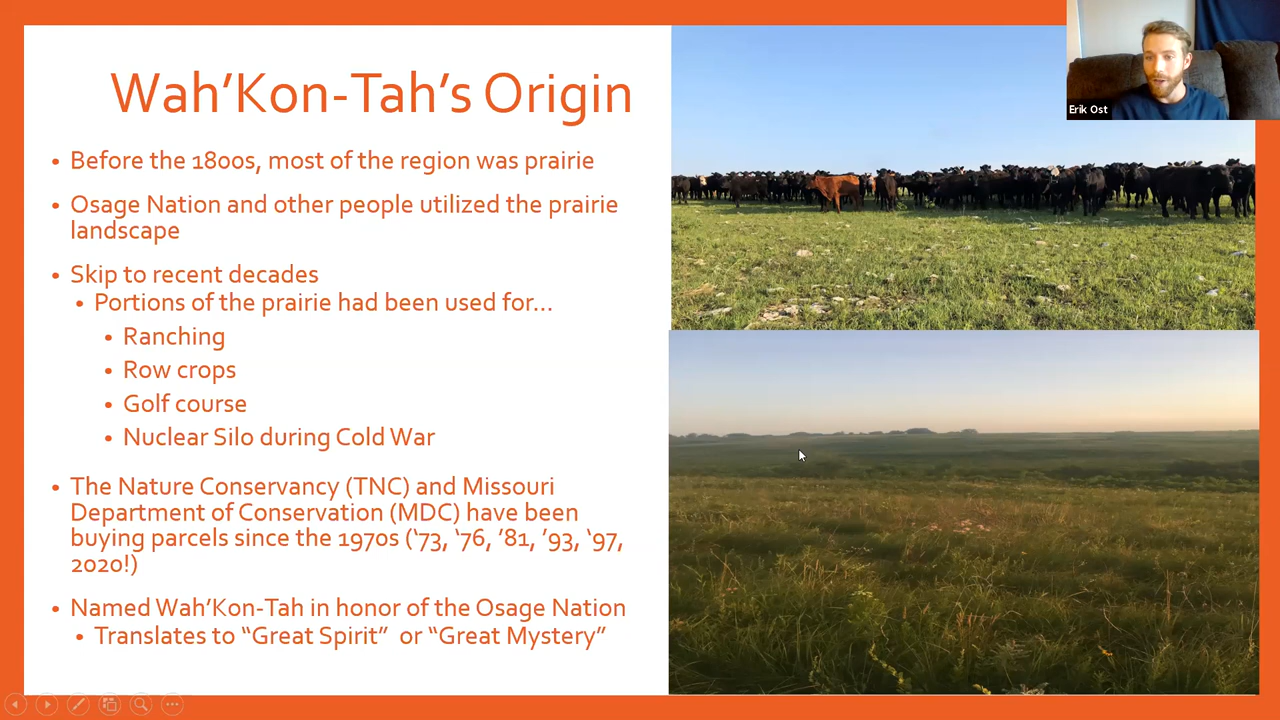 Wah’Kon-Tah’s Origin
Erik Ost
• Before the 1800s, most of the region was prairie
• Osage Nation and other people utilized the prairie
landscape
• Skip to recent decades
• Portions of the prairie had been used for...
• Ranching
• Row crops
• Golf course
• Nuclear Silo during Cold War
• The Nature Conservancy (TNC) and Missouri
Department of Conservation (MDC) have been
buying parcels since the 1970s (‘73, ‘76, ’81, ’93, ‘97,
2020!)
• Named Wah’Kon-Tah in honor of the Osage Nation
• Translates to “Great Spirit” or “Great Mystery”